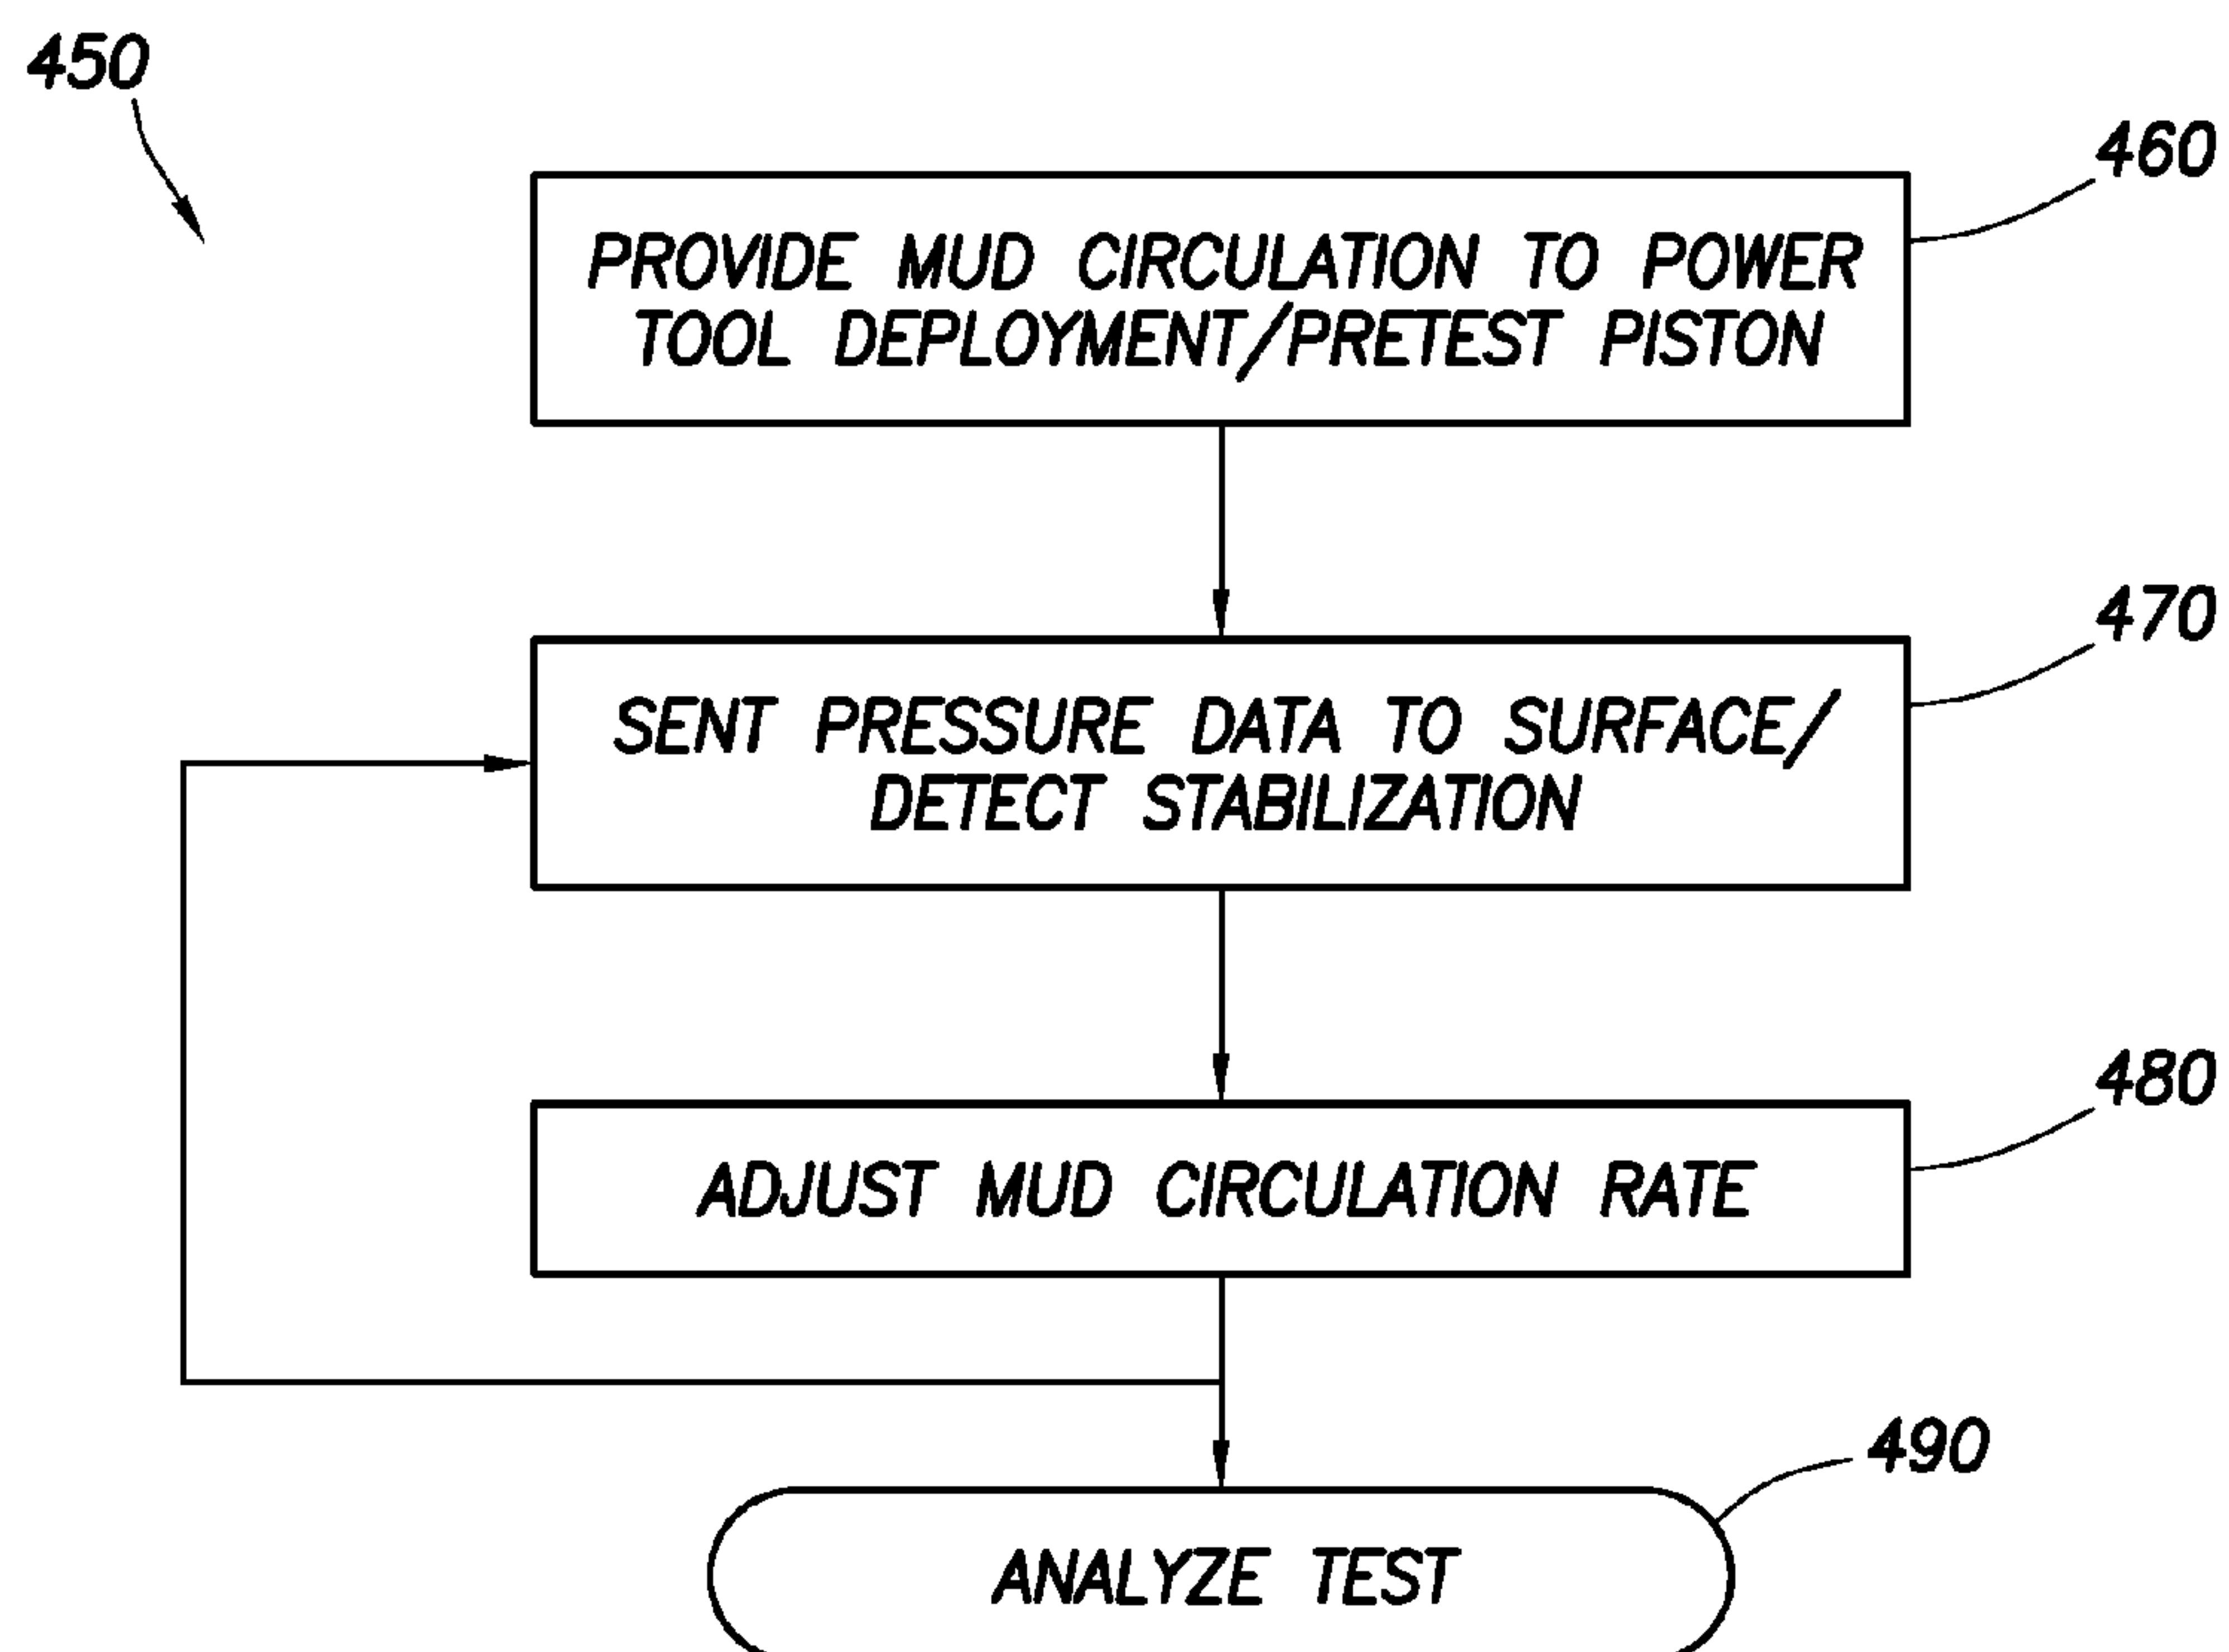 450
460
PROVIDE MUD CIRCULATION TO POWER
TOOL DEPLOYMENT/PRETEST PISTON
470
SENT PRESSURE DATA TO SURFACE/
DETECT STABILIZATION
480
ADJUST MUD CIRCULATION RATE
490
ANALYZE TEST